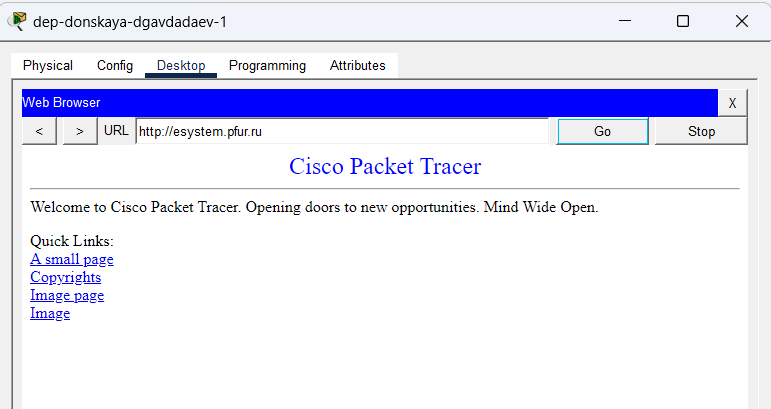 dep-donskaya-dgavdadaev-1
Physical Config Desktop Programming Attributes
Web Browser X
< > URL http://esystem.pfur.ru Go Stop
Cisco Packet Tracer
Welcome to Cisco Packet Tracer. Opening doors to new opportunities. Mind Wide Open.
Quick Links:
A small page
Copyrights
Image page
Image